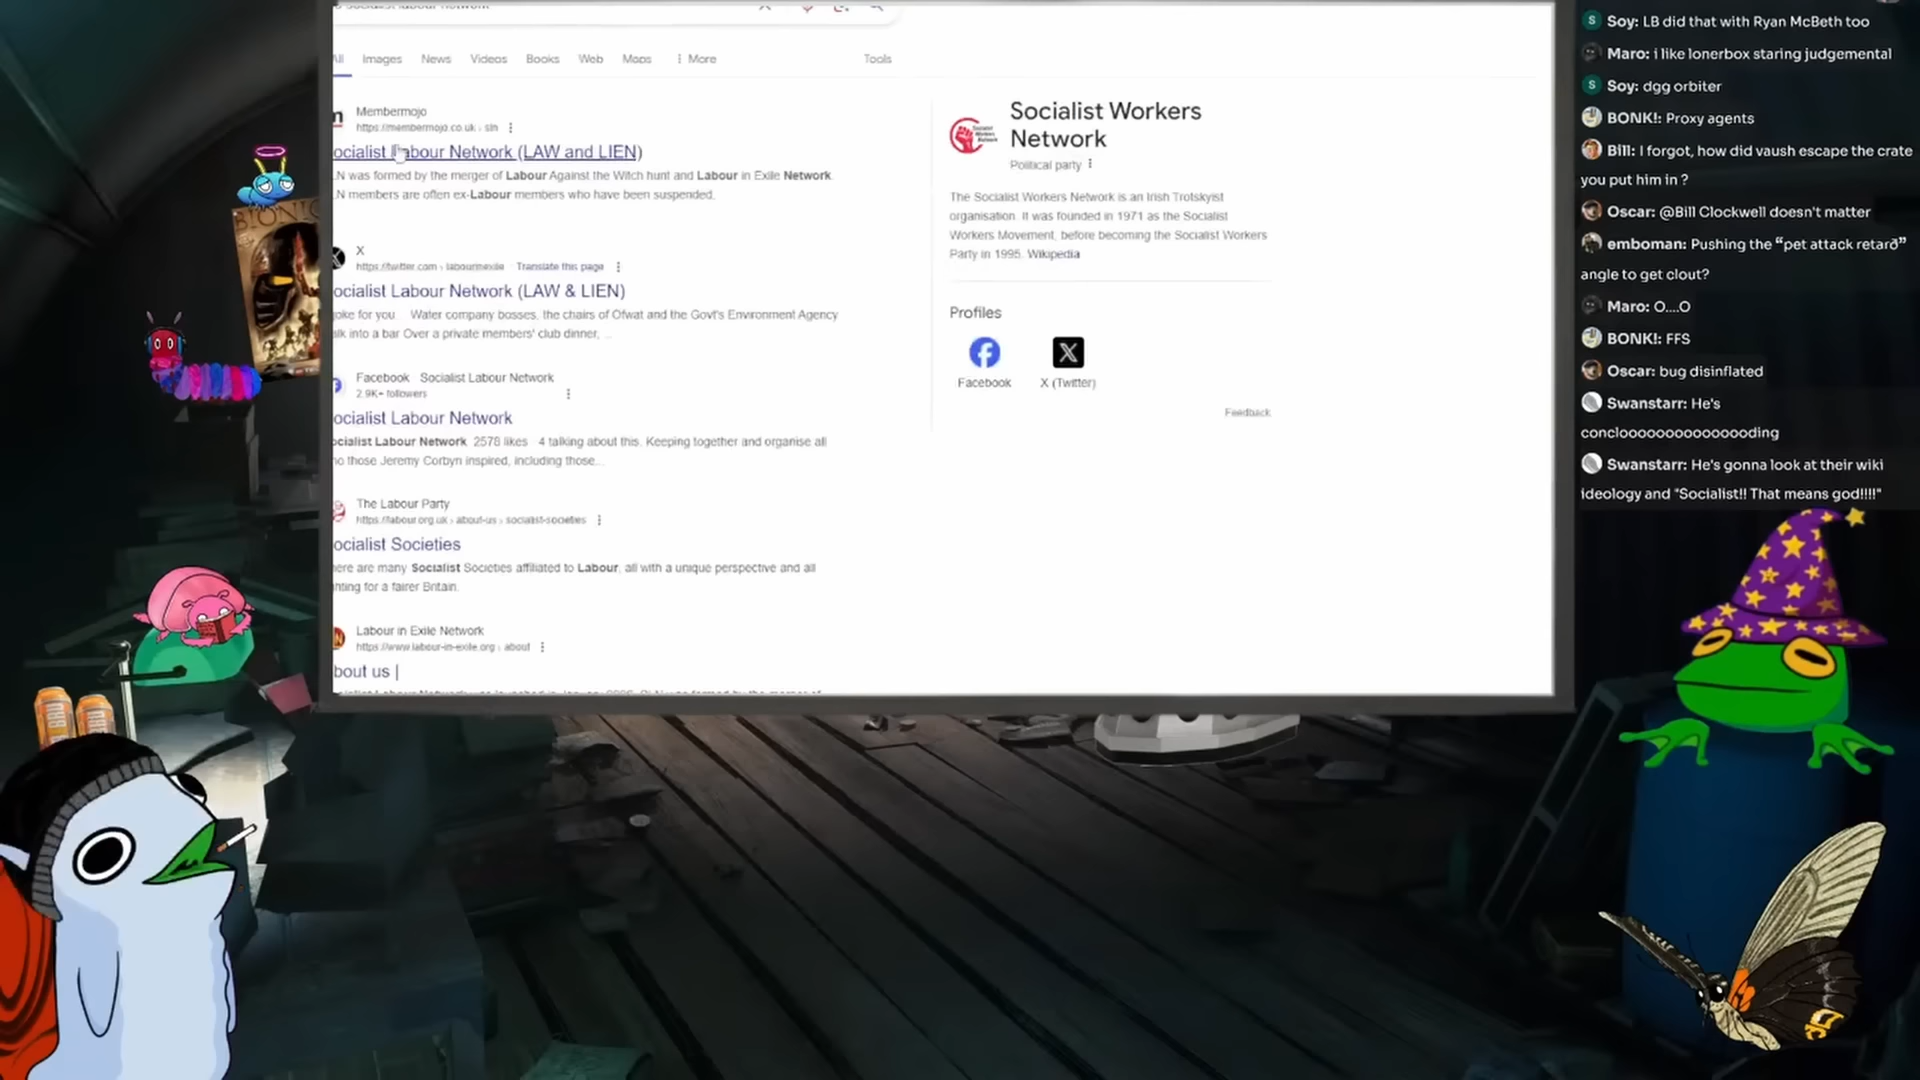 All Images News Videos Books Web Maps More Tools
Membermojo
https://membermojo.co.uk › sln
ocialist Labour Network (LAW and LIEN)
LN was formed by the merger of Labour Against the Witch hunt and Labour in Exile Network.
LN members are often ex-Labour members who have been suspended.
X
https://twitter.com › labourinexile Translate this page
ocialist Labour Network (LAW & LIEN)
joke for you Water company bosses, the chairs of Ofwat and the Govt's Environment Agency
alk into a bar Over a private members' club dinner, ...
Facebook Socialist Labour Network
2.9K+ followers
ocialist Labour Network
ocialist Labour Network 2578 likes 4 talking about this. Keeping together and organise all
ho those Jeremy Corbyn inspired, including those...
The Labour Party
https://labour.org.uk › about-us › socialist-societies
ocialist Societies
here are many Socialist Societies affiliated to Labour, all with a unique perspective and all
hting for a fairer Britain.
Labour in Exile Network
https://www.labour-in-exile.org › about
bout us |
Socialist Workers
Network
Political party
The Socialist Workers Network is an Irish Trotskyist
organisation. It was founded in 1971 as the Socialist
Workers Movement, before becoming the Socialist Workers
Party in 1995. Wikipedia
Profiles
Facebook X (Twitter)
Feedback
BIONIC
S Soy: LB did that with Ryan McBeth too
Maro: i like lonerbox staring judgemental
S Soy: dgg orbiter
BONK!: Proxy agents
Bill: I forgot, how did vaush escape the crate
you put him in ?
Oscar: @Bill Clockwell doesn't matter
emboman: Pushing the “pet attack retarð”
angle to get clout?
Maro: O....O
BONK!: FFS
Oscar: bug disinflated
Swanstarr: He's
conclooooooooooooooding
Swanstarr: He's gonna look at their wiki
ideology and "Socialist!! That means god!!!!"